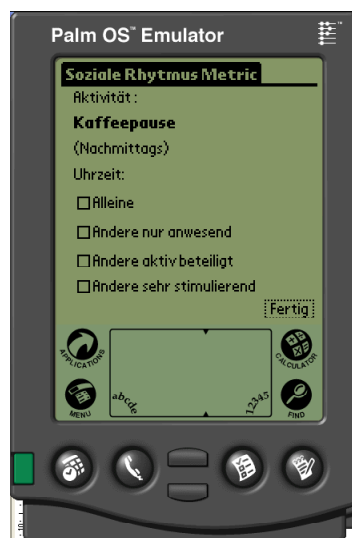 Palm OS™ Emulator
Soziale Rhytmus Metric
Aktivität :
Kaffeepause
(Nachmittags)
Uhrzeit:
Alleine
Andere nur anwesend
Andere aktiv beteiligt
Andere sehr stimulierend
Fertig
APPLICATIONS
CALCULATOR
MENU
abcde
12345
FIND